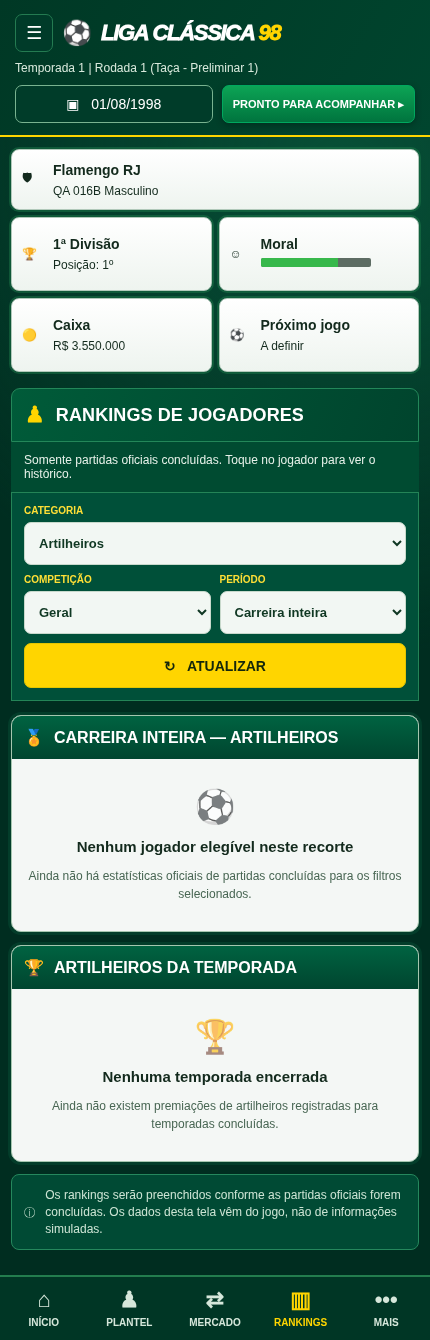 LIGA CLÁSSICA 98
Temporada 1 | Rodada 1 (Taça - Preliminar 1)
01/08/1998
PRONTO PARA ACOMPANHAR ▸
Flamengo RJ
QA 016B Masculino
1ª Divisão
Posição: 1º
Moral
Caixa
R$ 3.550.000
Próximo jogo
A definir
RANKINGS DE JOGADORES
Somente partidas oficiais concluídas. Toque no jogador para ver o
histórico.
CATEGORIA
Artilheiros
COMPETIÇÃO
PERÍODO
Geral
Carreira inteira
↻ ATUALIZAR
CARREIRA INTEIRA — ARTILHEIROS
Nenhum jogador elegível neste recorte
Ainda não há estatísticas oficiais de partidas concluídas para os filtros
selecionados.
ARTILHEIROS DA TEMPORADA
Nenhuma temporada encerrada
Ainda não existem premiações de artilheiros registradas para
temporadas concluídas.
Os rankings serão preenchidos conforme as partidas oficiais forem
concluídas. Os dados desta tela vêm do jogo, não de informações
simuladas.
INÍCIO
PLANTEL
MERCADO
RANKINGS
MAIS